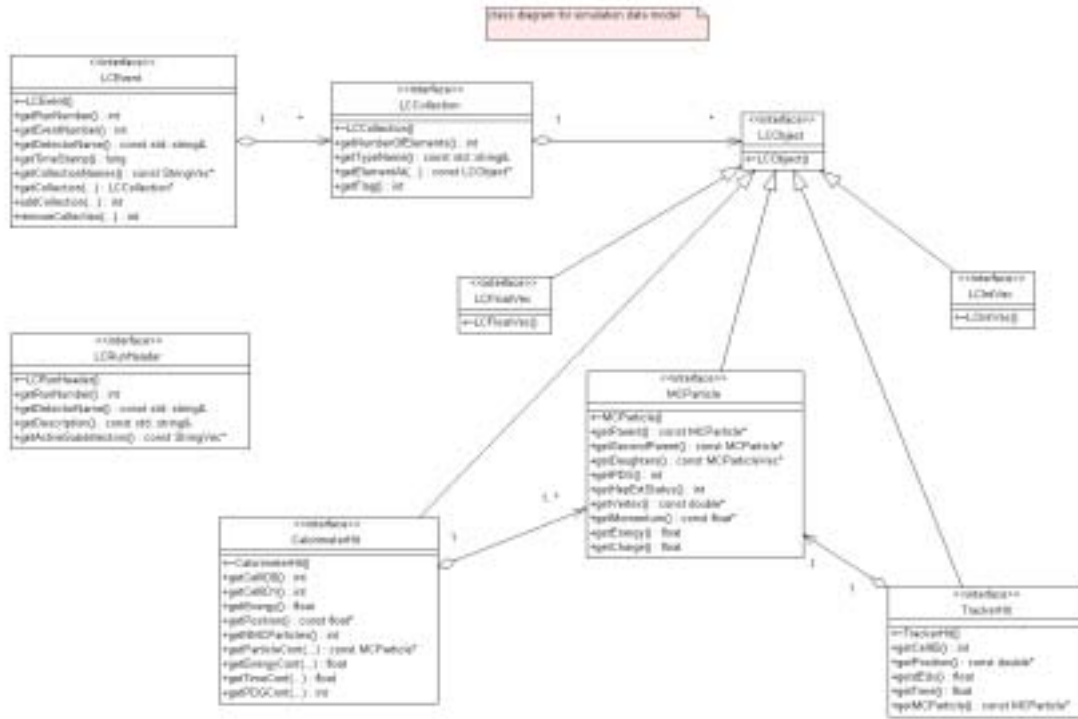 class diagram for simulation data model
<<interface>>
LCEvent
+~LCEvent()
+getRunNumber() : int
+getEventNumber() : int
+getDetectorName() : const std::string&
+getTimeStamp() : long
+getCollectionNames() : const StringVec*
+getCollection(...) : LCCollection*
+addCollection(...) : int
+removeCollection(...) : int
1
*
<<interface>>
LCCollection
+~LCCollection()
+getNumberOfElements() : int
+getTypeName() : const std::string&
+getElementAt(...) : const LCObject*
+getFlag() : int
1
*
<<interface>>
LCObject
+~LCObject()
<<interface>>
LCFloatVec
+~LCFloatVec()
<<interface>>
LCIntVec
+~LCIntVec()
<<interface>>
LCRunHeader
+~LCRunHeader()
+getRunNumber() : int
+getDetectorName() : const std::string&
+getDescription() : const std::string&
+getActiveSubdetectors() : const StringVec*
<<interface>>
MCParticle
+~MCParticle()
+getParent() : const MCParticle*
+getSecondParent() : const MCParticle*
+getDaughters() : const MCParticleVec*
+getPDG() : int
+getHepEvtStatus() : int
+getVertex() : const double*
+getMomentum() : const float*
+getEnergy() : float
+getCharge() : float
1
1..*
<<interface>>
CalorimeterHit
+~CalorimeterHit()
+getCellID0() : int
+getCellID1() : int
+getEnergy() : float
+getPosition() : const float*
+getNMCParticles() : int
+getParticleCont(...) : const MCParticle*
+getEnergyCont(...) : float
+getTimeCont(...) : float
+getPDGCont(...) : int
1
1
<<interface>>
TrackerHit
+~TrackerHit()
+getCellID() : int
+getPosition() : const double*
+getdEdx() : float
+getTime() : float
+getMCParticle() : const MCParticle*